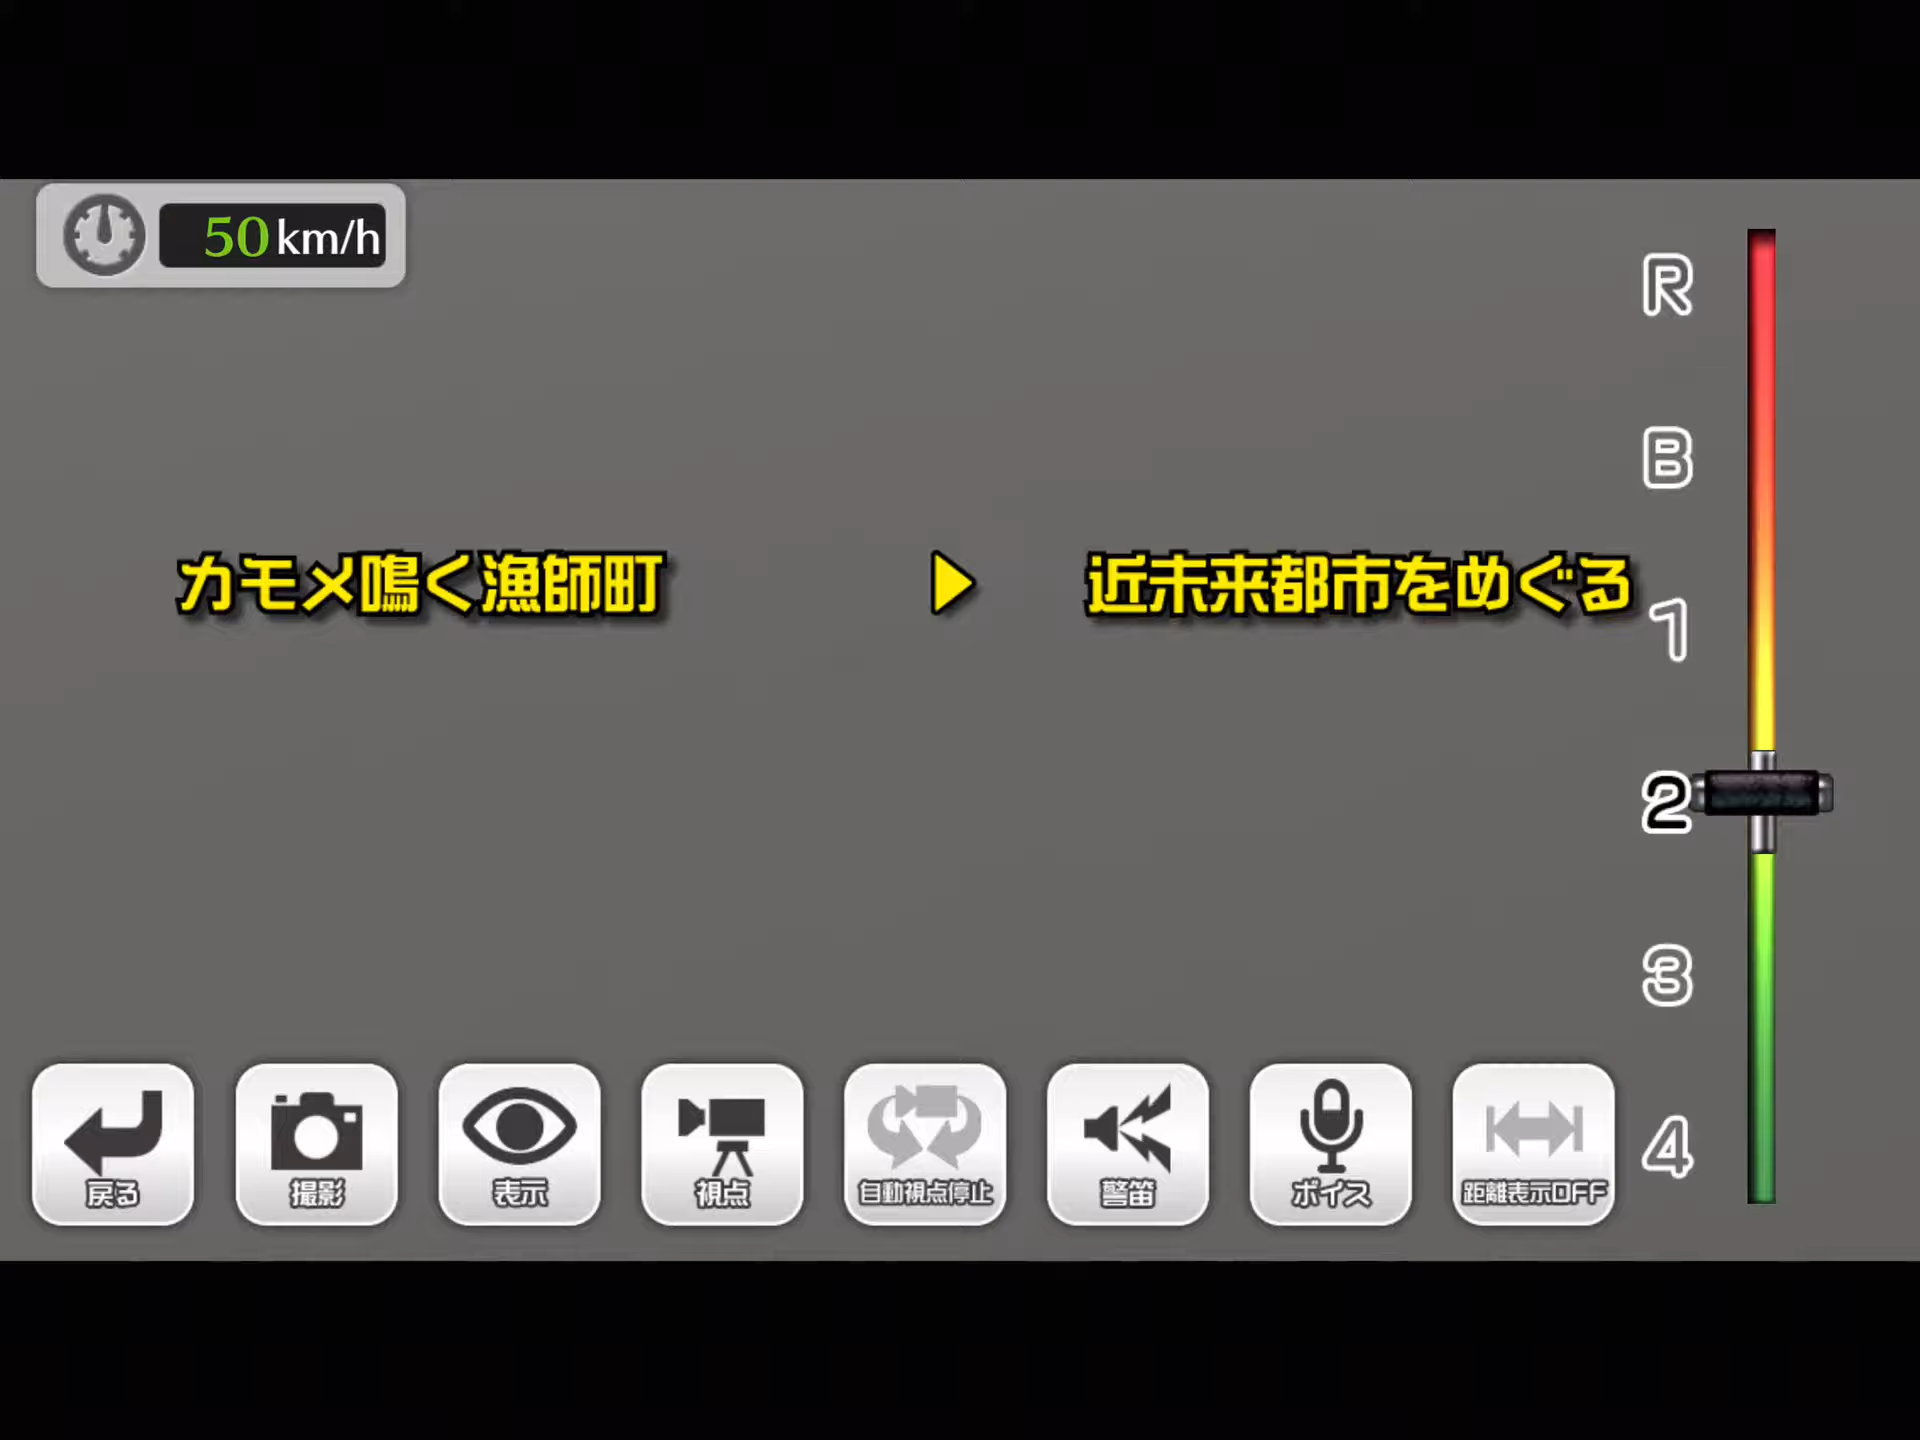 50km/h
R
B
カモメ鳴く漁師町 ▶ 近未来都市をめぐる
1
2
3
4
戻る
撮影
表示
視点
自動視点停止
警笛
ボイス
距離表示OFF